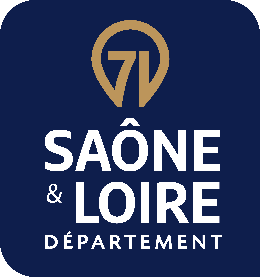 71
SAÔNE
& LOIRE
DÉPARTEMENT